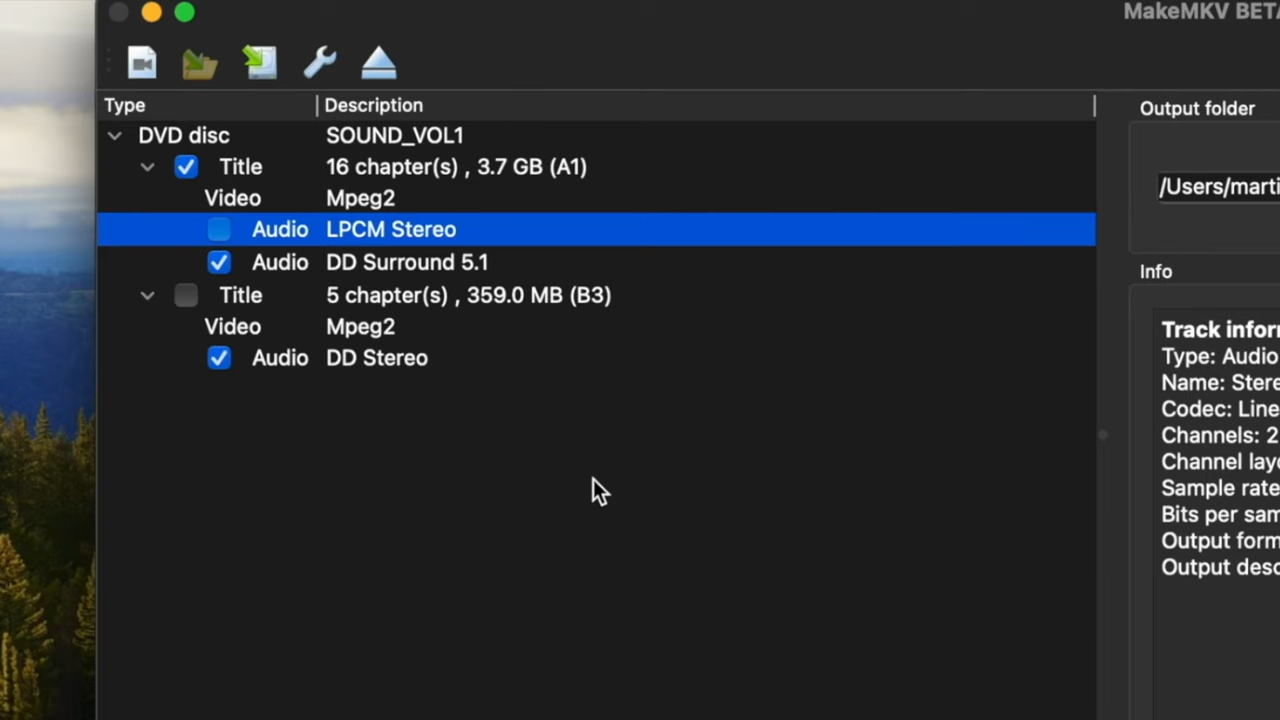 MakeMKV BETA
Type Description
DVD disc SOUND_VOL1
Title 16 chapter(s) , 3.7 GB (A1)
Video Mpeg2
Audio LPCM Stereo
Audio DD Surround 5.1
Title 5 chapter(s) , 359.0 MB (B3)
Video Mpeg2
Audio DD Stereo
Output folder
/Users/marti
Info
Track infor
Type: Audio
Name: Stere
Codec: Line
Channels: 2
Channel layo
Sample rate
Bits per sam
Output form
Output desc